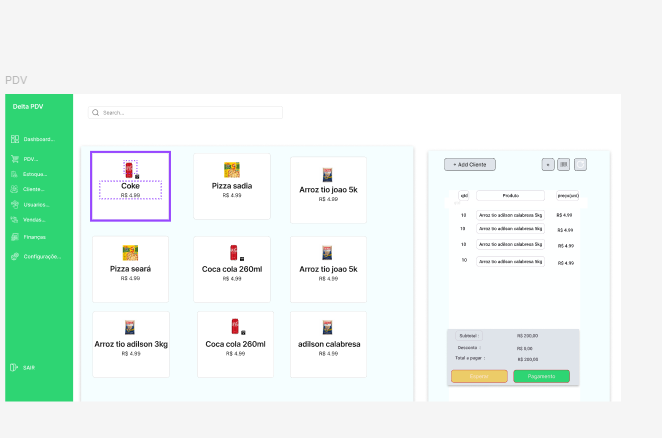 PDV
Delta PDV
Search...
Dashboard...
PDV...
Estoque...
Cliente...
Usuarios...
Vendas...
Finanças
Configuraçõe...
SAIR
Coke
R$ 4.99
Pizza sadia
R$ 4.99
Arroz tio joao 5k
R$ 4.99
Pizza seará
R$ 4.99
Coca cola 260ml
R$ 4.99
Arroz tio joao 5k
R$ 4.99
Arroz tio adilson 3kg
R$ 4.99
Coca cola 260ml
R$ 4.99
adilson calabresa
R$ 4.99
+ Add Cliente
qtd Produto preço(uni)
10 Arroz tio adilson calabresa 5kg R$ 4.99
10 Arroz tio adilson calabresa 5kg R$ 4.99
10 Arroz tio adilson calabresa 5kg R$ 4.99
10 Arroz tio adilson calabresa 5kg R$ 4.99
Subtotal : R$ 200,00
Desconto : R$ 0,00
Total a pagar : R$ 200,00
Pagamento